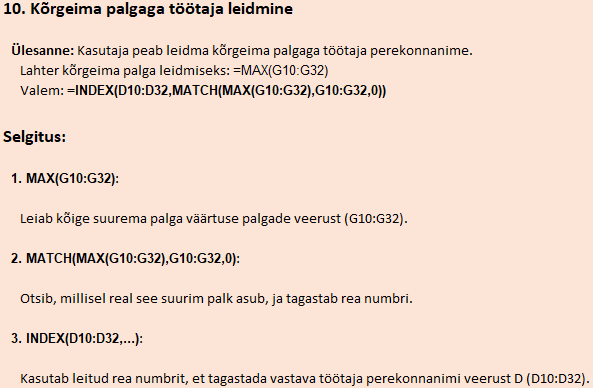 10. Kõrgeima palgaga töötaja leidmine
Ülesanne: Kasutaja peab leidma kõrgeima palgaga töötaja perekonnanime.
Lahter kõrgeima palga leidmiseks: =MAX(G10:G32)
Valem: =INDEX(D10:D32,MATCH(MAX(G10:G32),G10:G32,0))
Selgitus:
1. MAX(G10:G32):
Leiab kõige suurema palga väärtuse palgade veerust (G10:G32).
2. MATCH(MAX(G10:G32),G10:G32,0):
Otsib, millisel real see suurim palk asub, ja tagastab rea numbri.
3. INDEX(D10:D32,...):
Kasutab leitud rea numbrit, et tagastada vastava töötaja perekonnanimi veerust D (D10:D32).